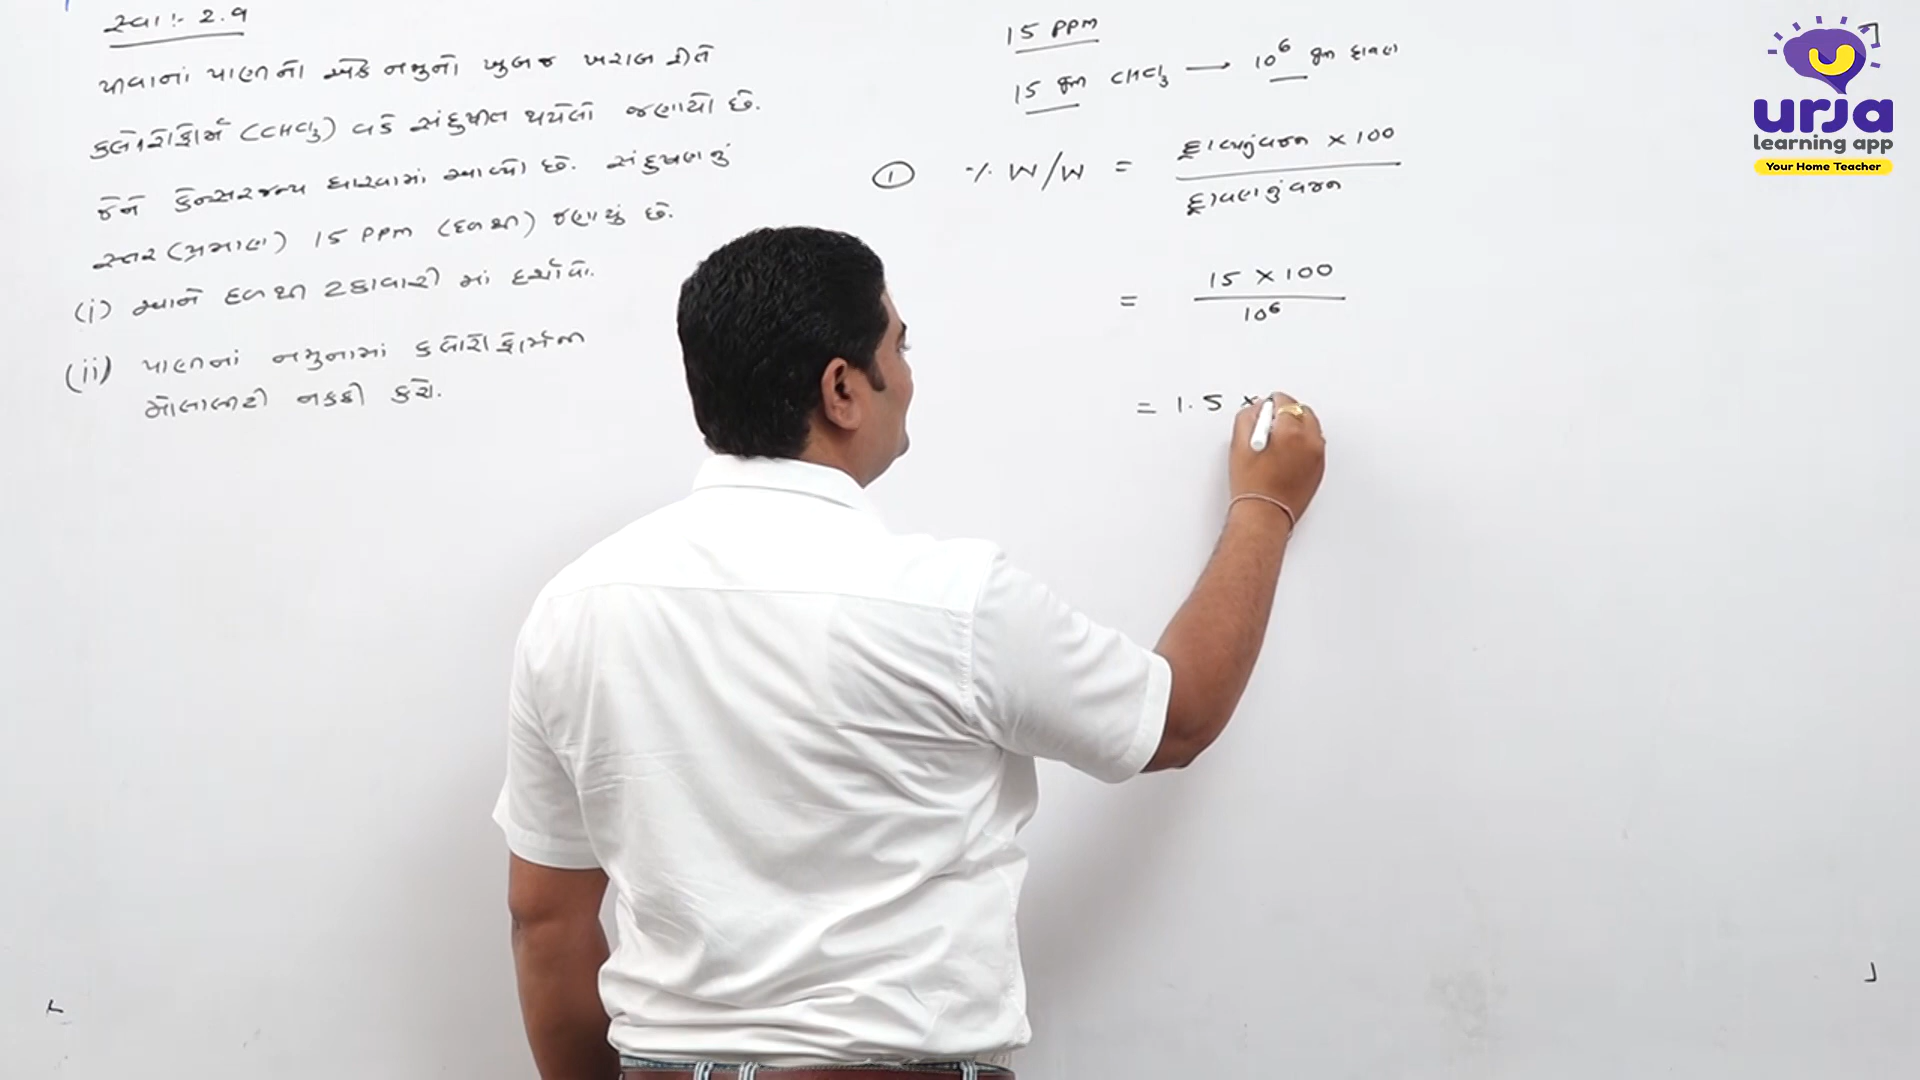 સ્વા :- 2.9
પીવાનાં પાણીનો એક નમુનો ખુબજ ખરાબ રીતે
ક્લોરોફોર્મ (CHCl3) વડે સંદુષીત થયેલો જણાયો છે.
જેને કેન્સરજન્ય ધારવામાં આવ્યો છે. સંદુષણનું
સ્તર (પ્રમાણ) 15 PPM (દળથી) જણાયું છે.
(i) આને દળથી ટકાવારી માં દર્શાવો.
(ii) પાણીનાં નમુનામાં ક્લોરોફોર્મની
મોલાલીટી નક્કી કરો.
15 PPM
15 ગ્રામ CHCl3 → 10^6 ગ્રામ દ્રાવણ
① % W/W = દ્રાવ્યનુંવજન × 100
દ્રાવણનુંવજન
= 15 × 100
10^6
= 1.5 ×
urja
learning app
Your Home Teacher